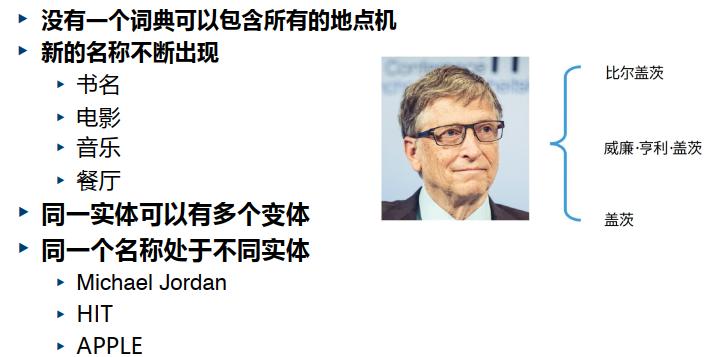 没有一个词典可以包含所有的地点机
新的名称不断出现
书名
电影
音乐
餐厅
同一实体可以有多个变体
同一个名称处于不同实体
Michael Jordan
HIT
APPLE
Conference
比尔盖茨
威廉·亨利·盖茨
盖茨